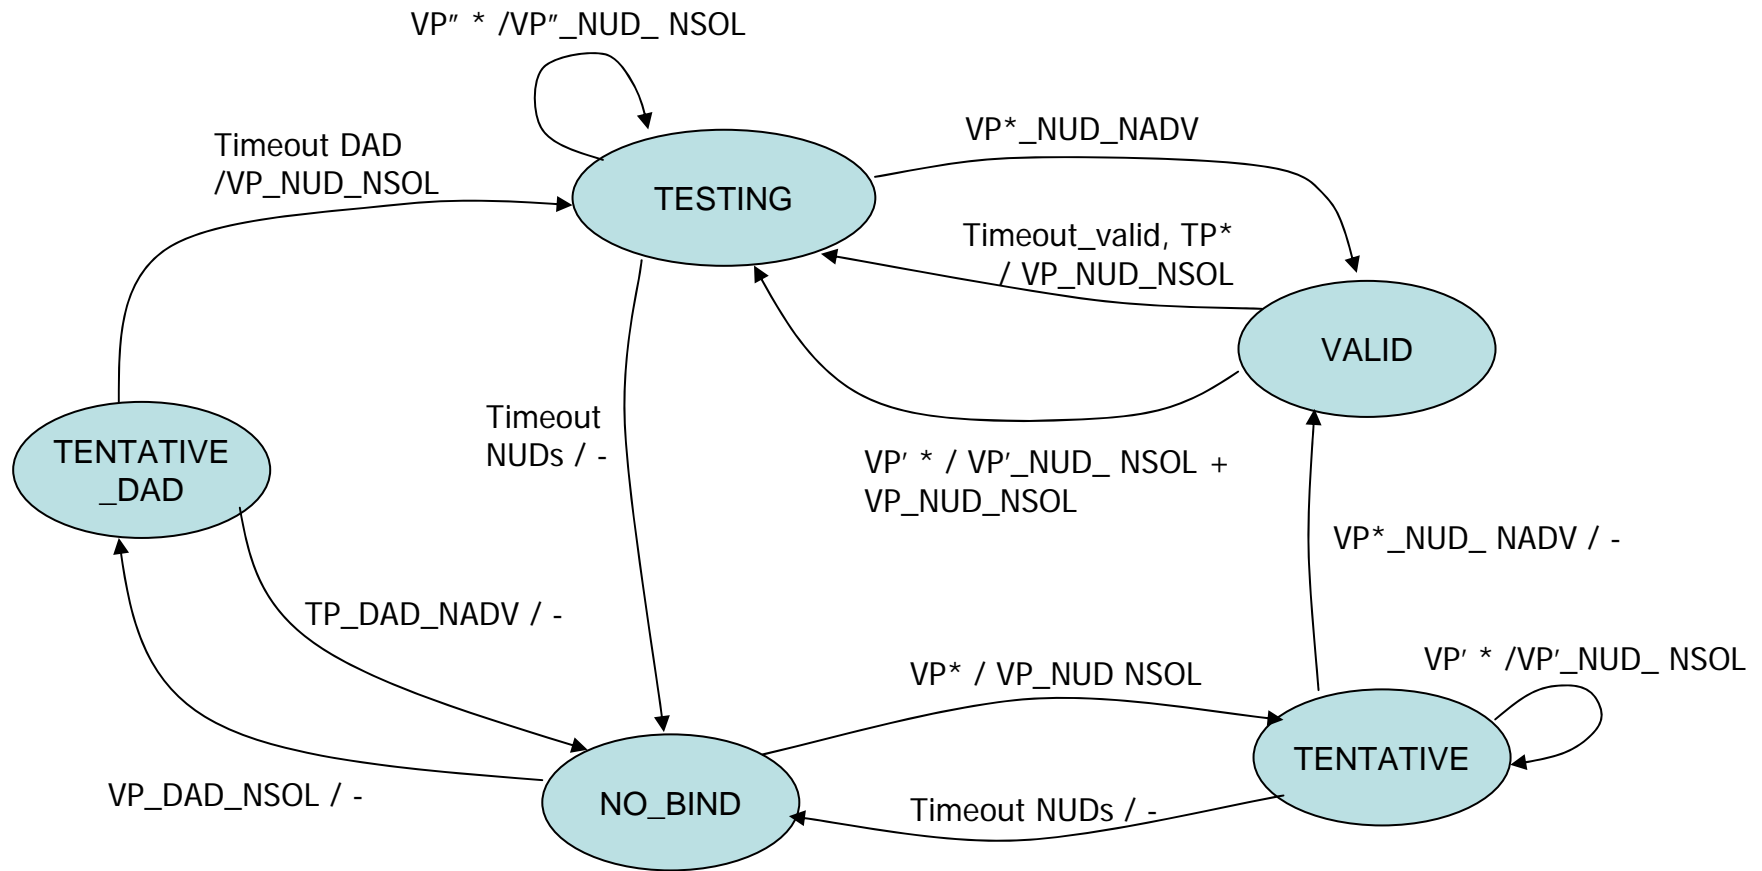 VP″ * /VP″_NUD_ NSOL
Timeout DAD
/VP_NUD_NSOL
VP*_NUD_NADV
TESTING
Timeout_valid, TP*
/ VP_NUD_NSOL
VALID
Timeout
NUDs / -
TENTATIVE
_DAD
VP′ * / VP′_NUD_ NSOL +
VP_NUD_NSOL
VP*_NUD_ NADV / -
TP_DAD_NADV / -
VP* / VP_NUD NSOL
VP′ * /VP′_NUD_ NSOL
TENTATIVE
VP_DAD_NSOL / -
NO_BIND
Timeout NUDs / -